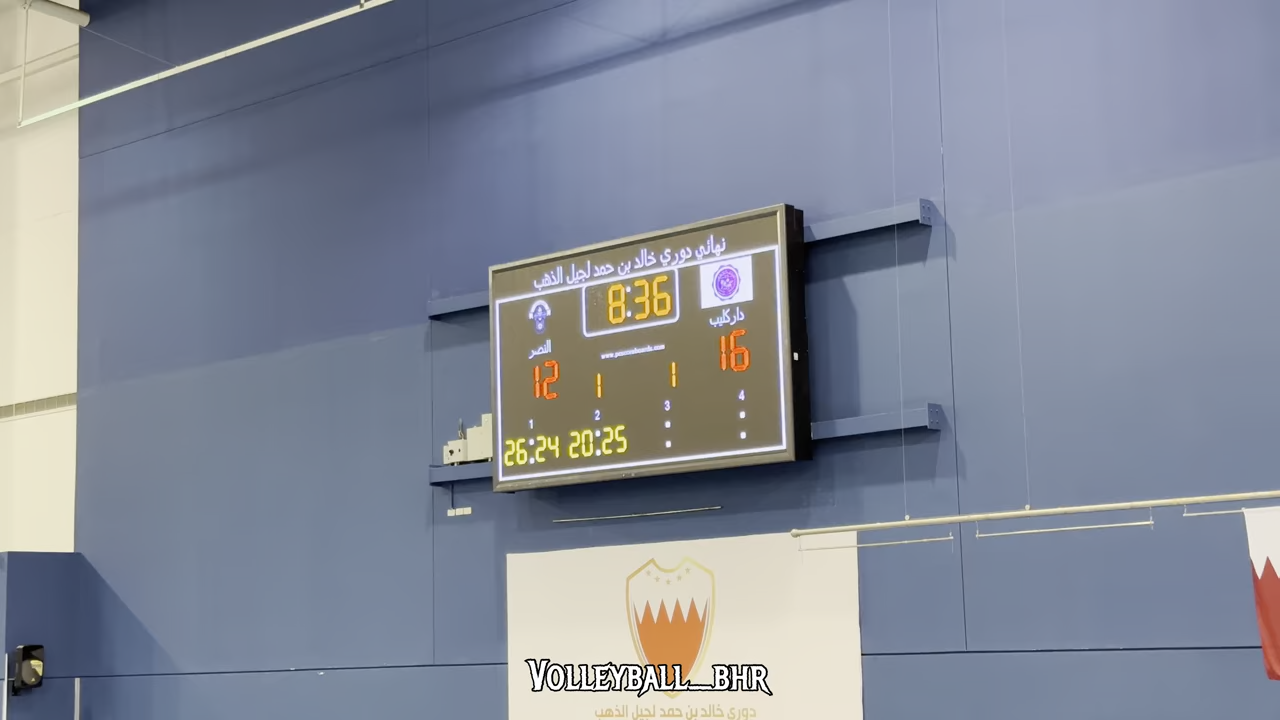 نهائي دوري خالد بن حمد لجيل الذهب
8:36
النصر
داركليب
12
1
1
16
1
2
3
4
26:24
20:25
VOLLEYBALL_BHR
دوري خالد بن حمد لجيل الذهب